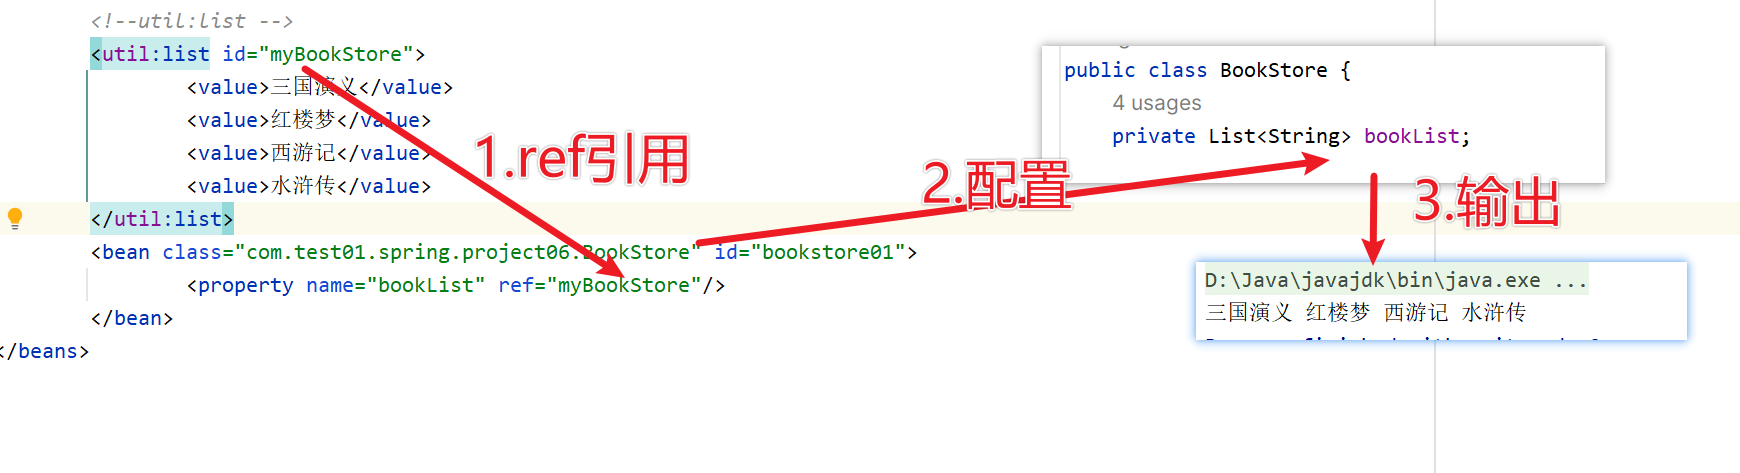 <!--util:list -->
<util:list id="myBookStore">
<value>三国演义</value>
<value>红楼梦</value>
<value>西游记</value>
<value>水浒传</value>
</util:list>
<bean class="com.test01.spring.project06.BookStore" id="bookstore01">
<property name="bookList" ref="myBookStore"/>
</bean>
</beans>
1.ref引用
2.配置
public class BookStore {
4 usages
private List<String> bookList;
3.输出
D:\Java\javajdk\bin\java.exe ...
三国演义 红楼梦 西游记 水浒传